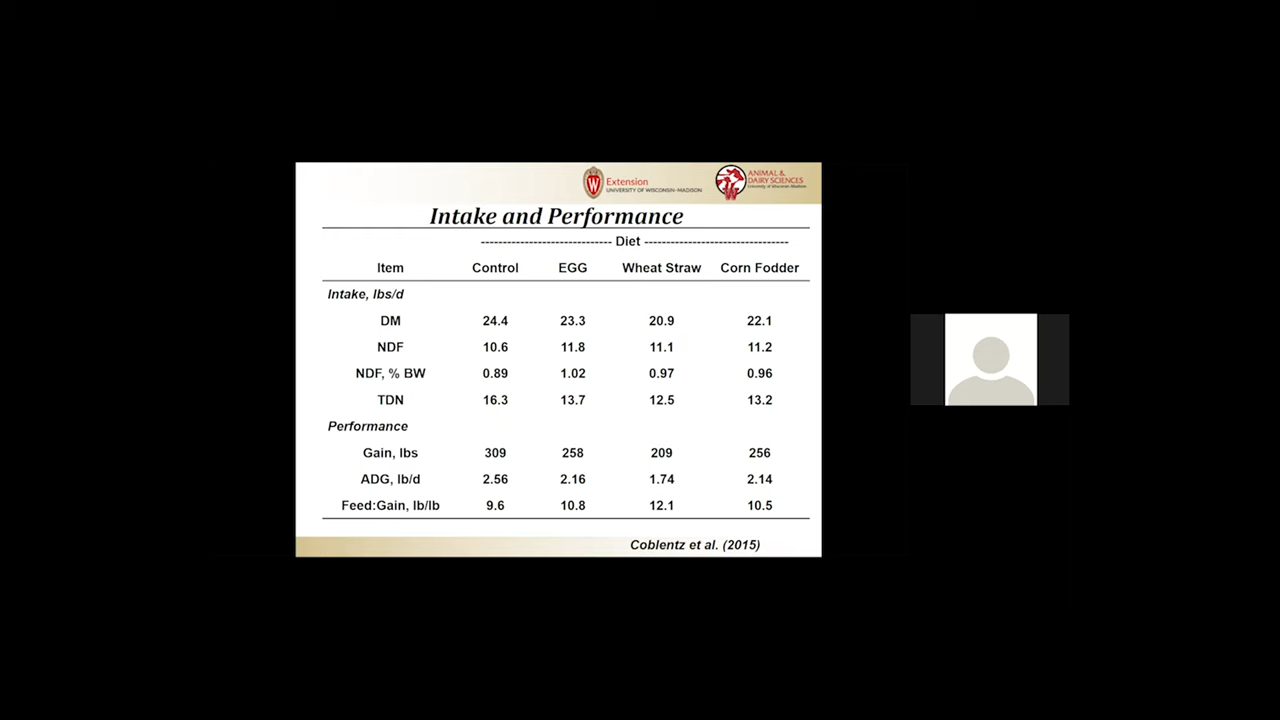 Extension
UNIVERSITY OF WISCONSIN–MADISON
ANIMAL &
DAIRY SCIENCES
University of Wisconsin-Madison
Intake and Performance
------------------------------ Diet ---------------------------------
Item Control EGG Wheat Straw Corn Fodder
Intake, lbs/d
DM 24.4 23.3 20.9 22.1
NDF 10.6 11.8 11.1 11.2
NDF, % BW 0.89 1.02 0.97 0.96
TDN 16.3 13.7 12.5 13.2
Performance
Gain, lbs 309 258 209 256
ADG, lb/d 2.56 2.16 1.74 2.14
Feed:Gain, lb/lb 9.6 10.8 12.1 10.5
Coblentz et al. (2015)